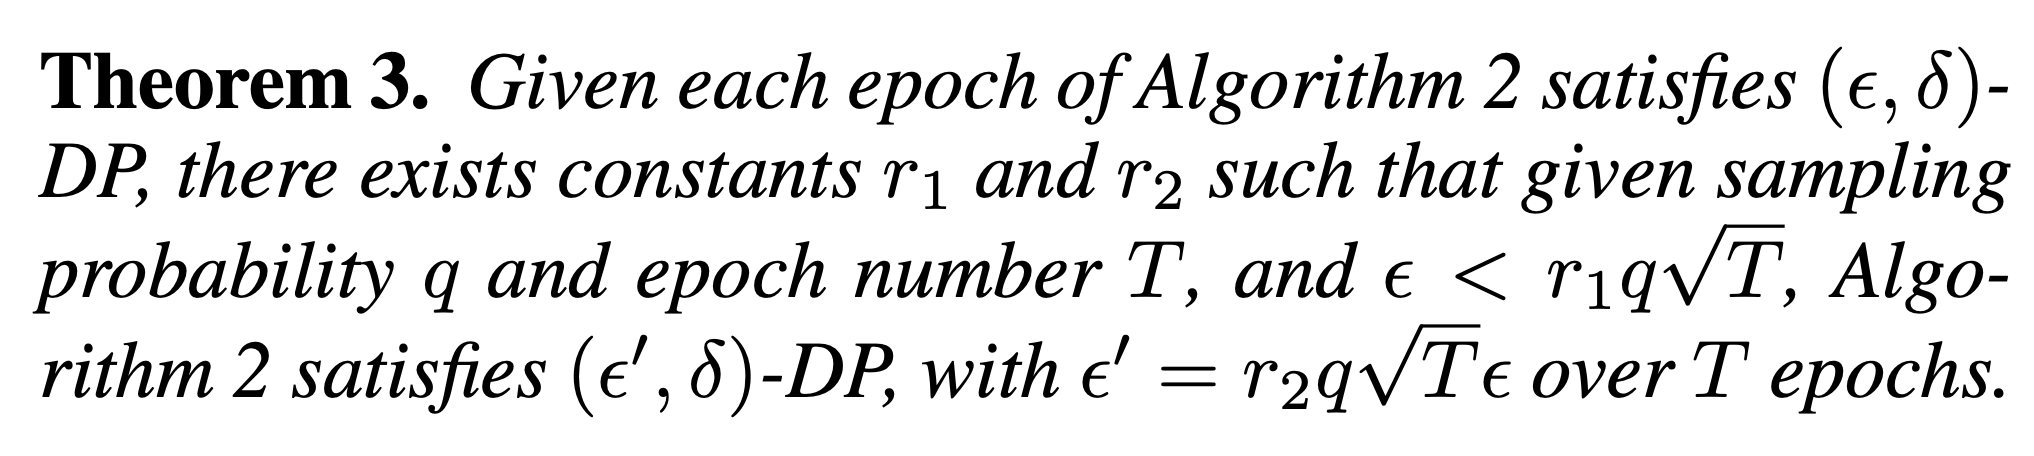 Theorem 3. Given each epoch of Algorithm 2 satisfies (ϵ, δ)-
DP, there exists constants r₁ and r₂ such that given sampling
probability q and epoch number T, and ϵ < r₁q√T, Algo-
rithm 2 satisfies (ϵ′, δ)-DP, with ϵ′ = r₂q√Tϵ over T epochs.